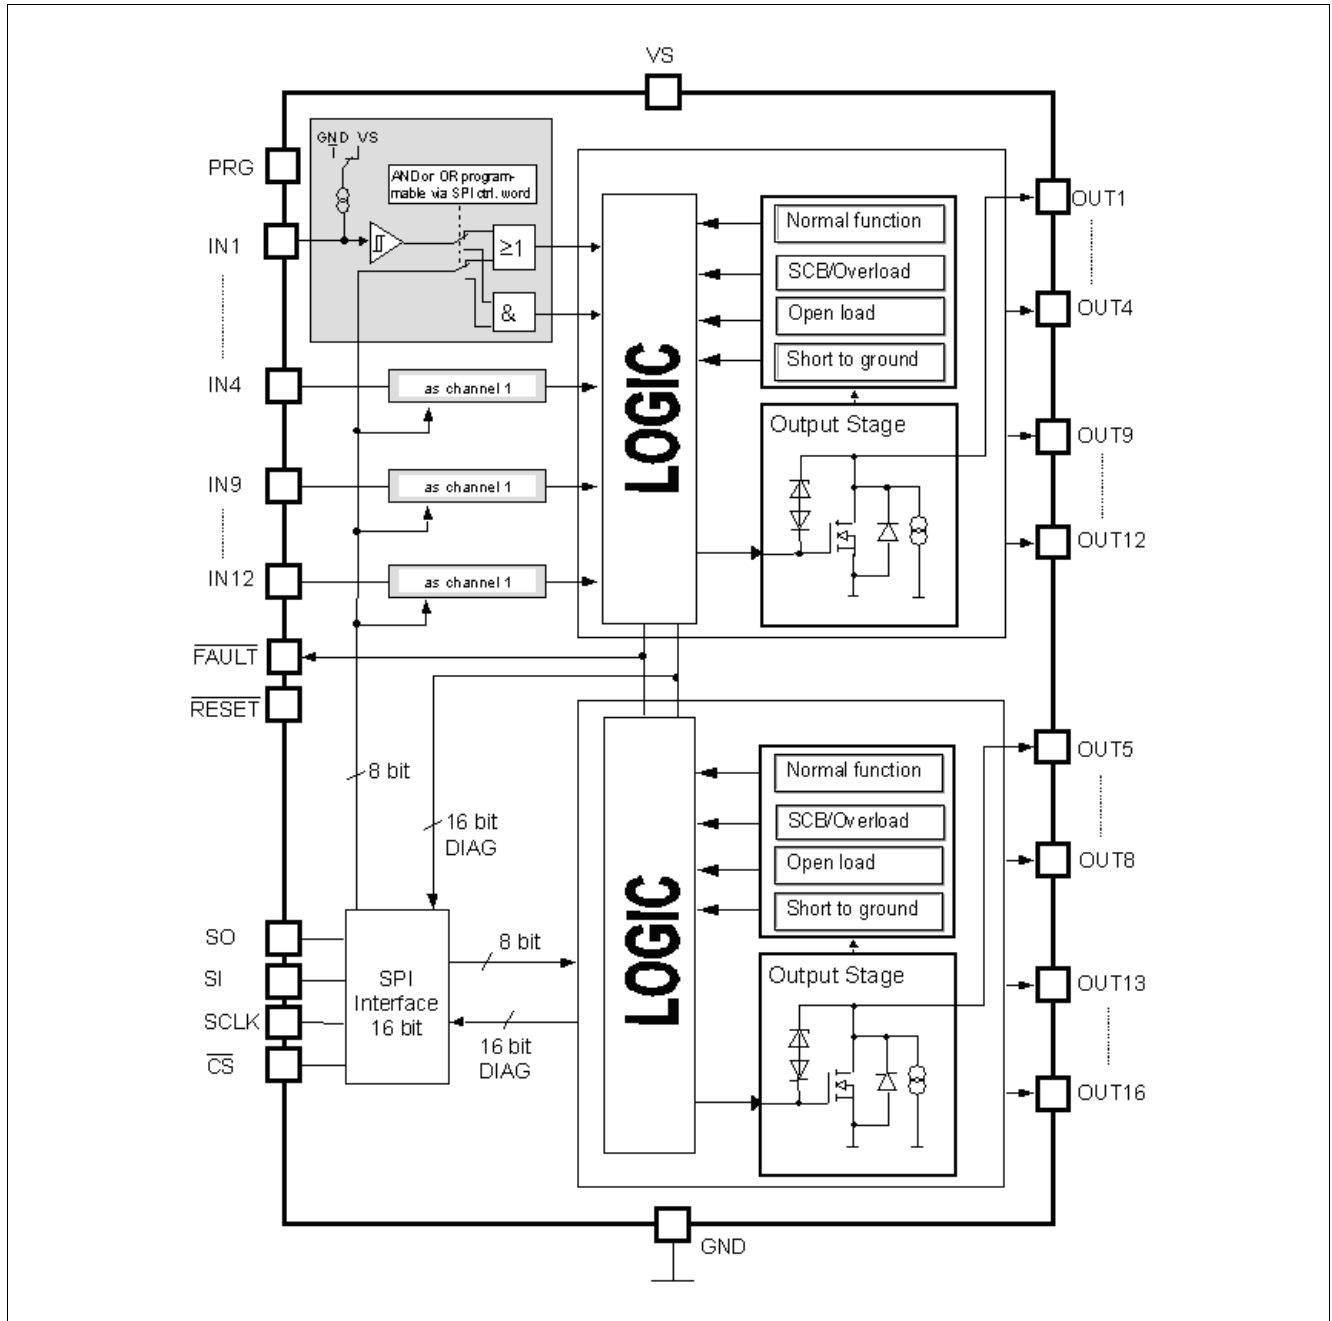 VS
GND VS
PRG
AND or OR program-
mable via SPI ctrl. word
IN1
≥1
&
IN4
as channel 1
IN9
as channel 1
IN12
as channel 1
FAULT
RESET
LOGIC
Normal function
SCB/Overload
Open load
Short to ground
Output Stage
OUT1
OUT4
OUT9
OUT12
8 bit
16 bit
DIAG
SO
SI
SCLK
CS
SPI
Interface
16 bit
8 bit
16 bit
DIAG
LOGIC
Normal function
SCB/Overload
Open load
Short to ground
Output Stage
OUT5
OUT8
OUT13
OUT16
GND